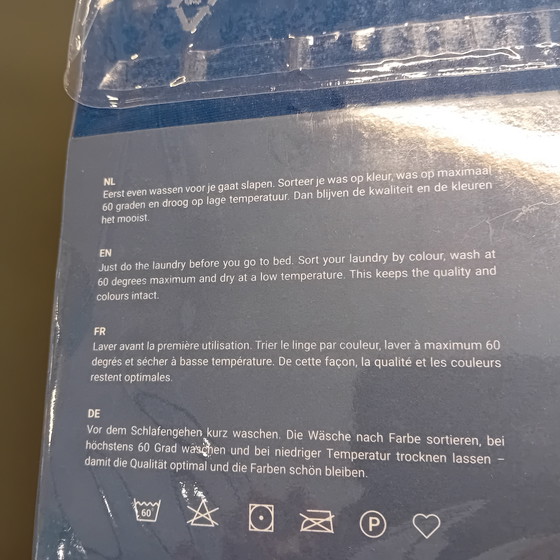 NL
Eerst even wassen voor je gaat slapen. Sorteer je was op kleur, was op maximaal
60 graden en droog op lage temperatuur. Dan blijven de kwaliteit en de kleuren
het mooist.
EN
Just do the laundry before you go to bed. Sort your laundry by colour, wash at
60 degrees maximum and dry at a low temperature. This keeps the quality and
colours intact.
FR
Laver avant la première utilisation. Trier le linge par couleur, laver à maximum 60
degrés et sécher à basse température. De cette façon, la qualité et les couleurs
restent optimales.
DE
Vor dem Schlafengehen kurz waschen. Die Wäsche nach Farbe sortieren, bei
höchstens 60 Grad waschen und bei niedriger Temperatur trocknen lassen –
damit die Qualität optimal und die Farben schön bleiben.
60 P